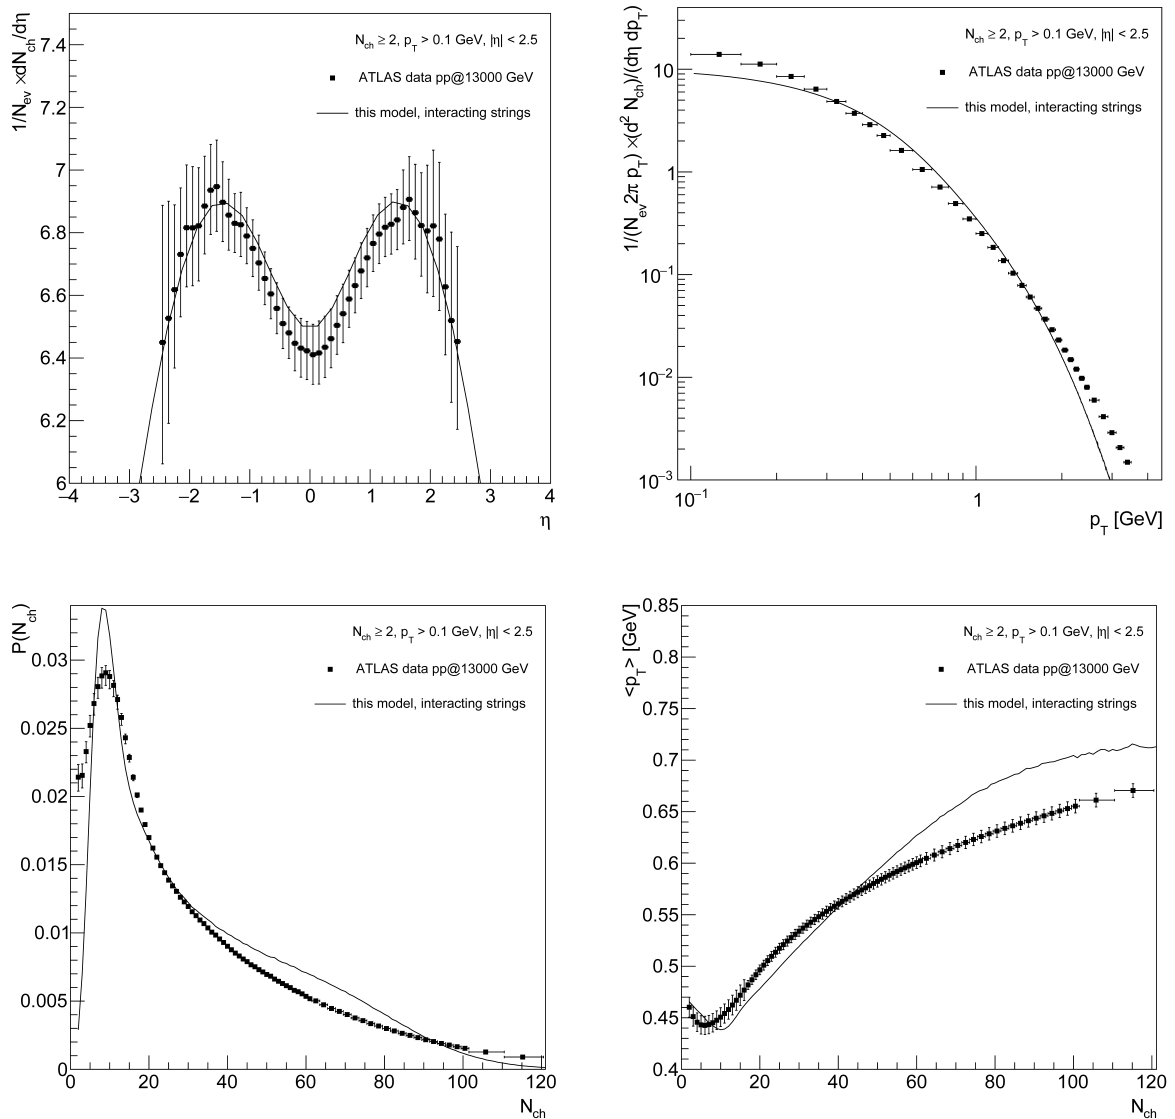 1/N_ev ×dN_ch/dη
7.4
7.2
7
6.8
6.6
6.4
6.2
6
N_ch ≥ 2, p_T > 0.1 GeV, |η| < 2.5
ATLAS data pp@13000 GeV
this model, interacting strings
−4 −3 −2 −1 0 1 2 3 4
η
1/(N_ev 2π p_T) ×(d² N_ch)/(dη dp_T)
10
1
10⁻¹
10⁻²
10⁻³
N_ch ≥ 2, p_T > 0.1 GeV, |η| < 2.5
ATLAS data pp@13000 GeV
this model, interacting strings
10⁻¹ 1
p_T [GeV]
P(N_ch)
0.03
0.025
0.02
0.015
0.01
0.005
0
N_ch ≥ 2, p_T > 0.1 GeV, |η| < 2.5
ATLAS data pp@13000 GeV
this model, interacting strings
0 20 40 60 80 100 120
N_ch
<p_T> [GeV]
0.85
0.8
0.75
0.7
0.65
0.6
0.55
0.5
0.45
0.4
N_ch ≥ 2, p_T > 0.1 GeV, |η| < 2.5
ATLAS data pp@13000 GeV
this model, interacting strings
0 20 40 60 80 100 120
N_ch